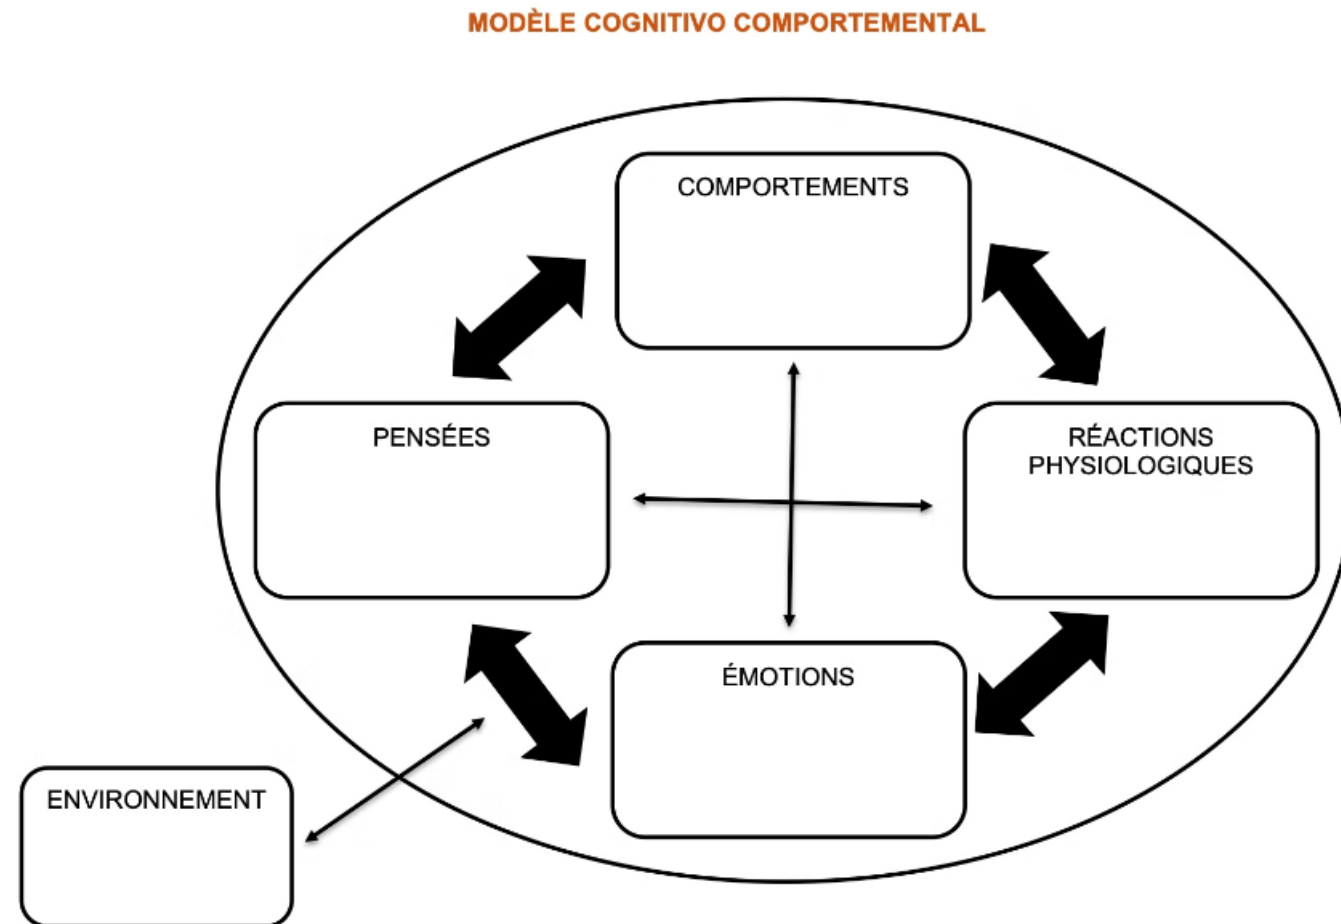 MODÈLE COGNITIVO COMPORTEMENTAL
COMPORTEMENTS
PENSÉES
RÉACTIONS
PHYSIOLOGIQUES
ÉMOTIONS
ENVIRONNEMENT